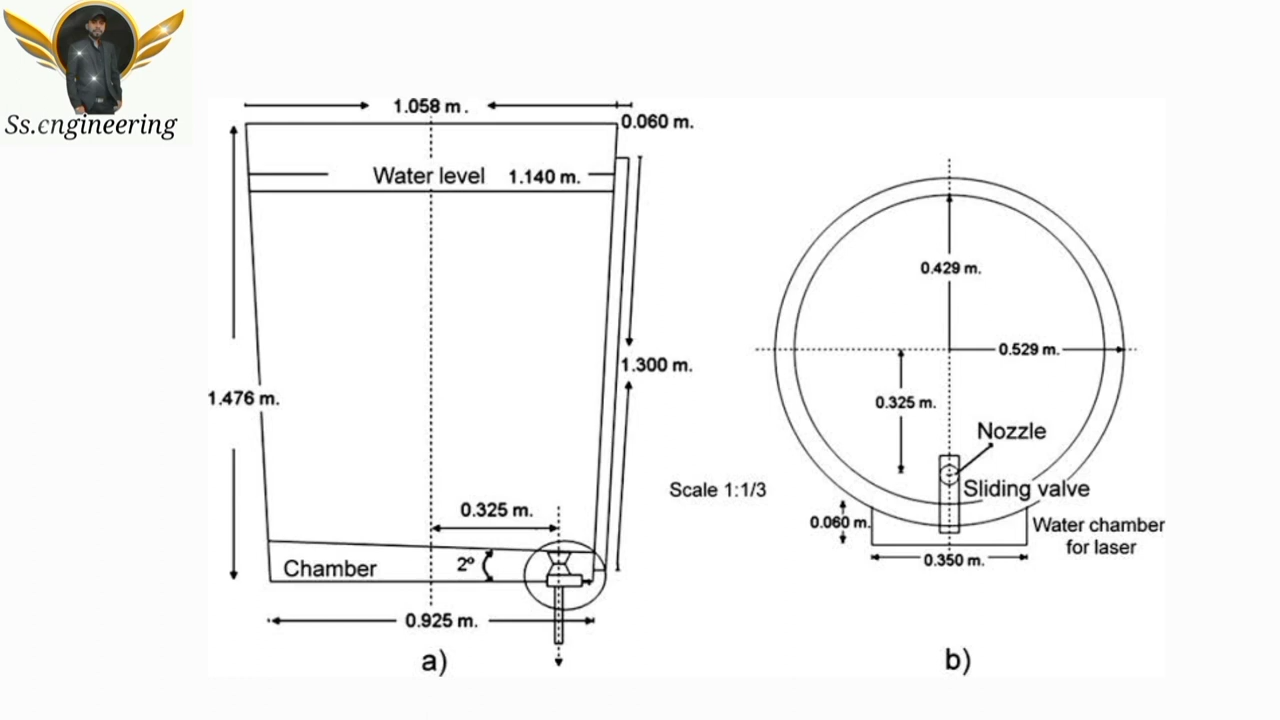 Ss.engineering
1.058 m.
0.060 m.
Water level 1.140 m.
1.300 m.
1.476 m.
0.325 m.
Chamber 2º
0.925 m.
a)
0.429 m.
0.529 m.
0.325 m.
Nozzle
Scale 1:1/3
Sliding valve
0.060 m.
Water chamber
for laser
0.350 m.
b)